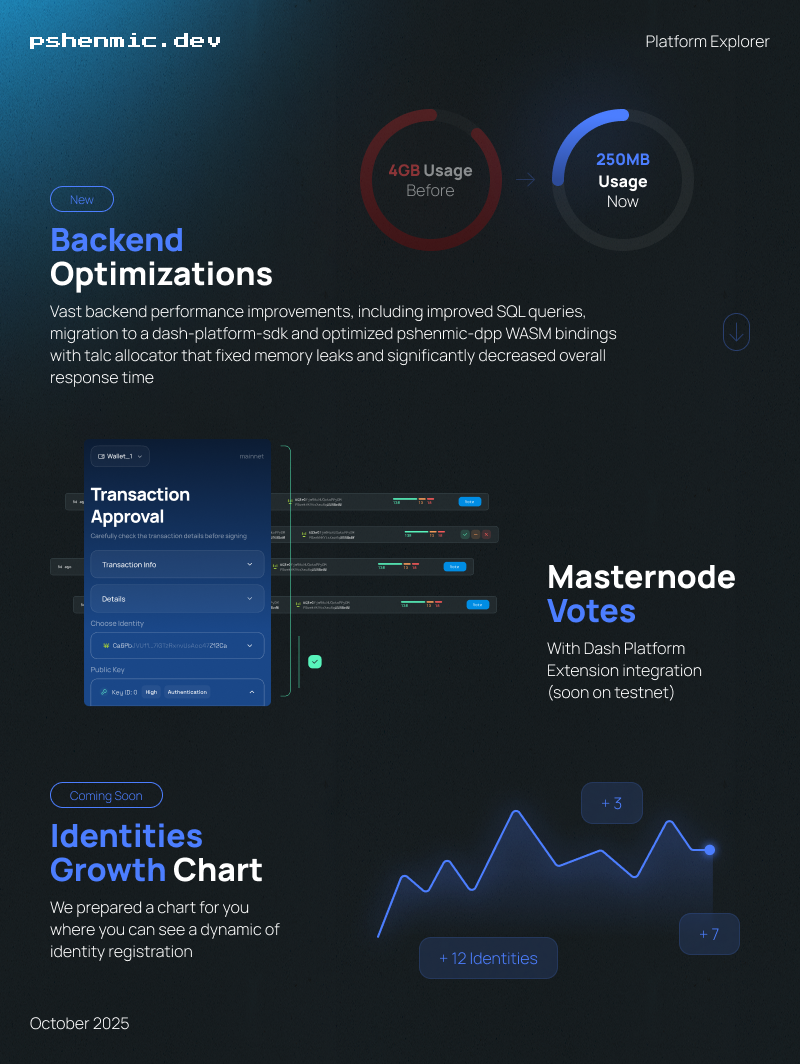 pshenmic.dev
Platform Explorer
4GB Usage
Before
250MB
Usage
Now
New
Backend
Optimizations
Vast backend performance improvements, including improved SQL queries,
migration to a dash-platform-sdk and optimized pshenmic-dpp WASM bindings
with talc allocator that fixed memory leaks and significantly decreased overall
response time
Wallet_1
mainnet
Transaction
Approval
Carefully check the transaction details before signing
Transaction Info
Details
Choose Identity
Public Key
Key ID: 0 High Authentication
5d ago
Vote
Vote
Vote
Masternode
Votes
With Dash Platform
Extension integration
(soon on testnet)
Coming Soon
Identities
Growth Chart
We prepared a chart for you
where you can see a dynamic of
identity registration
+ 3
+ 7
+ 12 Identities
October 2025